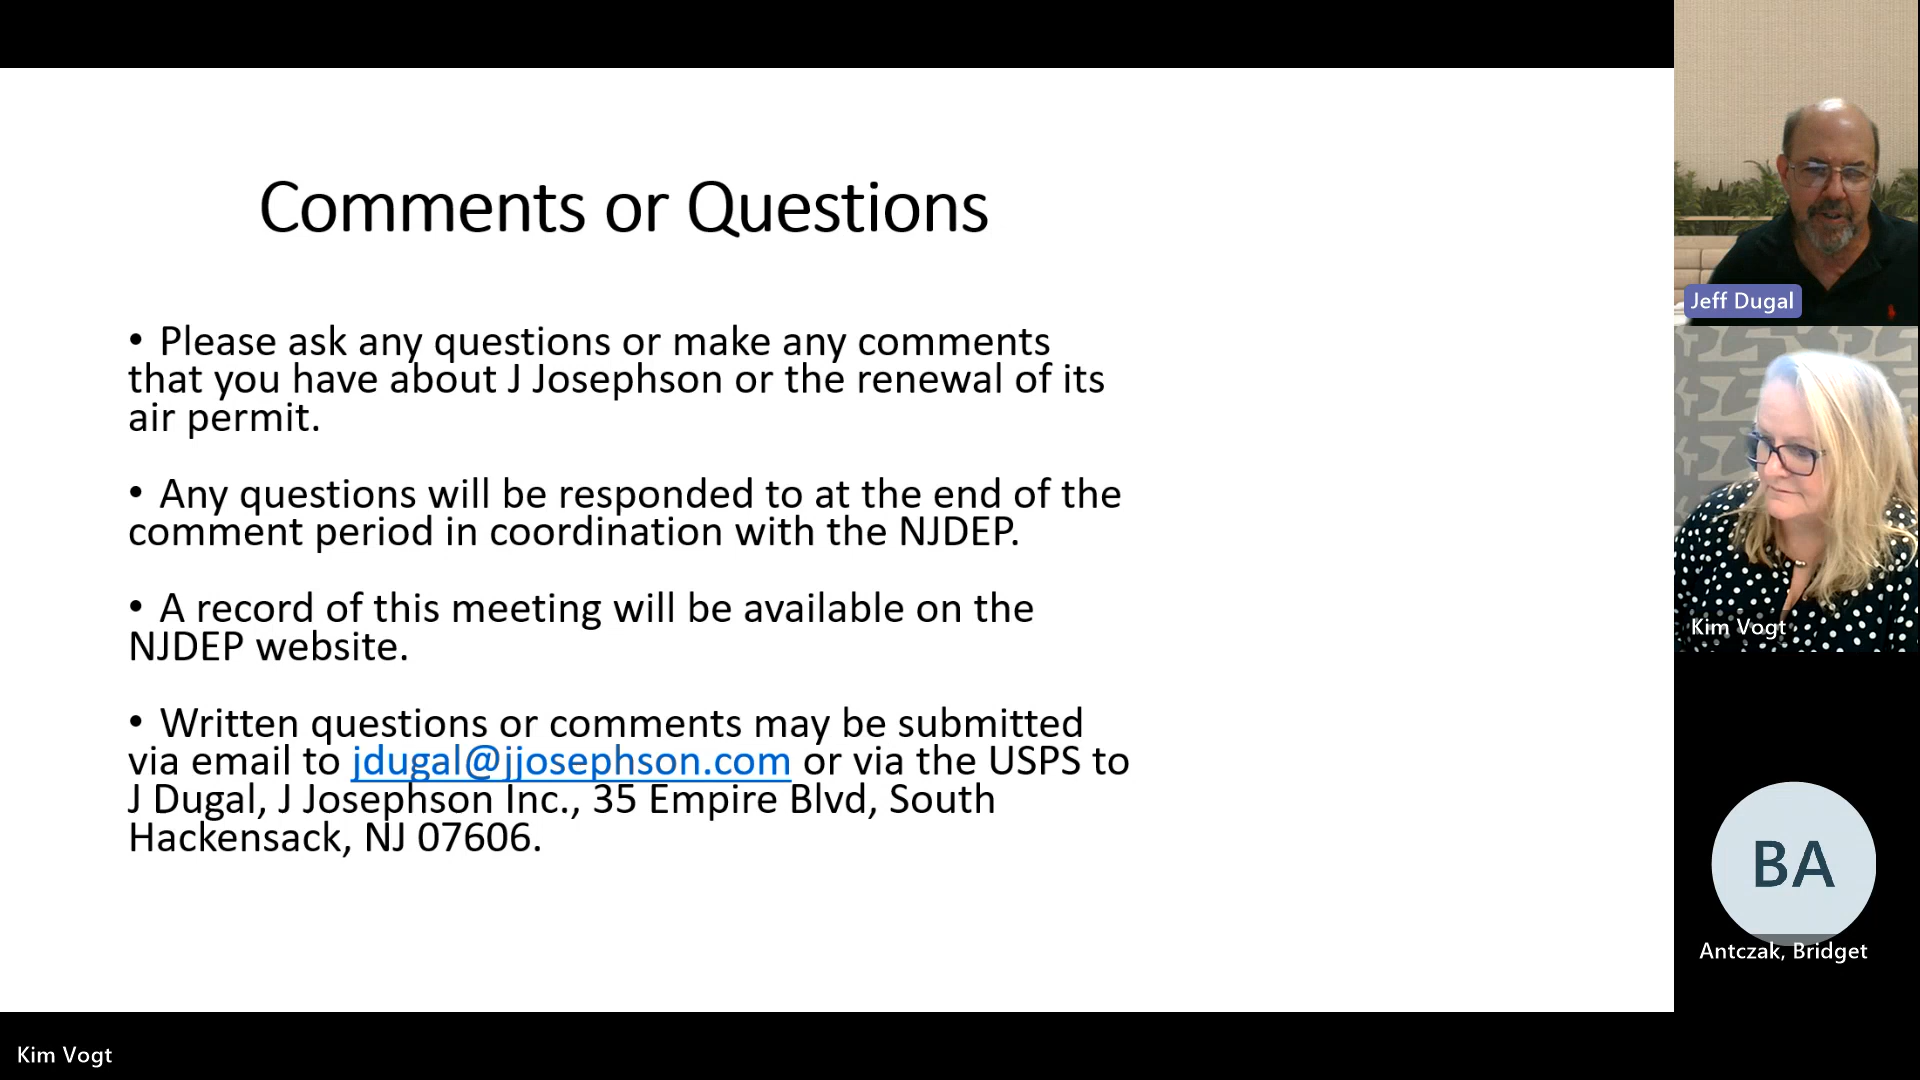 Comments or Questions
• Please ask any questions or make any comments
that you have about J Josephson or the renewal of its
air permit.
• Any questions will be responded to at the end of the
comment period in coordination with the NJDEP.
• A record of this meeting will be available on the
NJDEP website.
• Written questions or comments may be submitted
via email to jdugal@jjosephson.com or via the USPS to
J Dugal, J Josephson Inc., 35 Empire Blvd, South
Hackensack, NJ 07606.
Jeff Dugal
Kim Vogt
BA
Antczak, Bridget
Kim Vogt